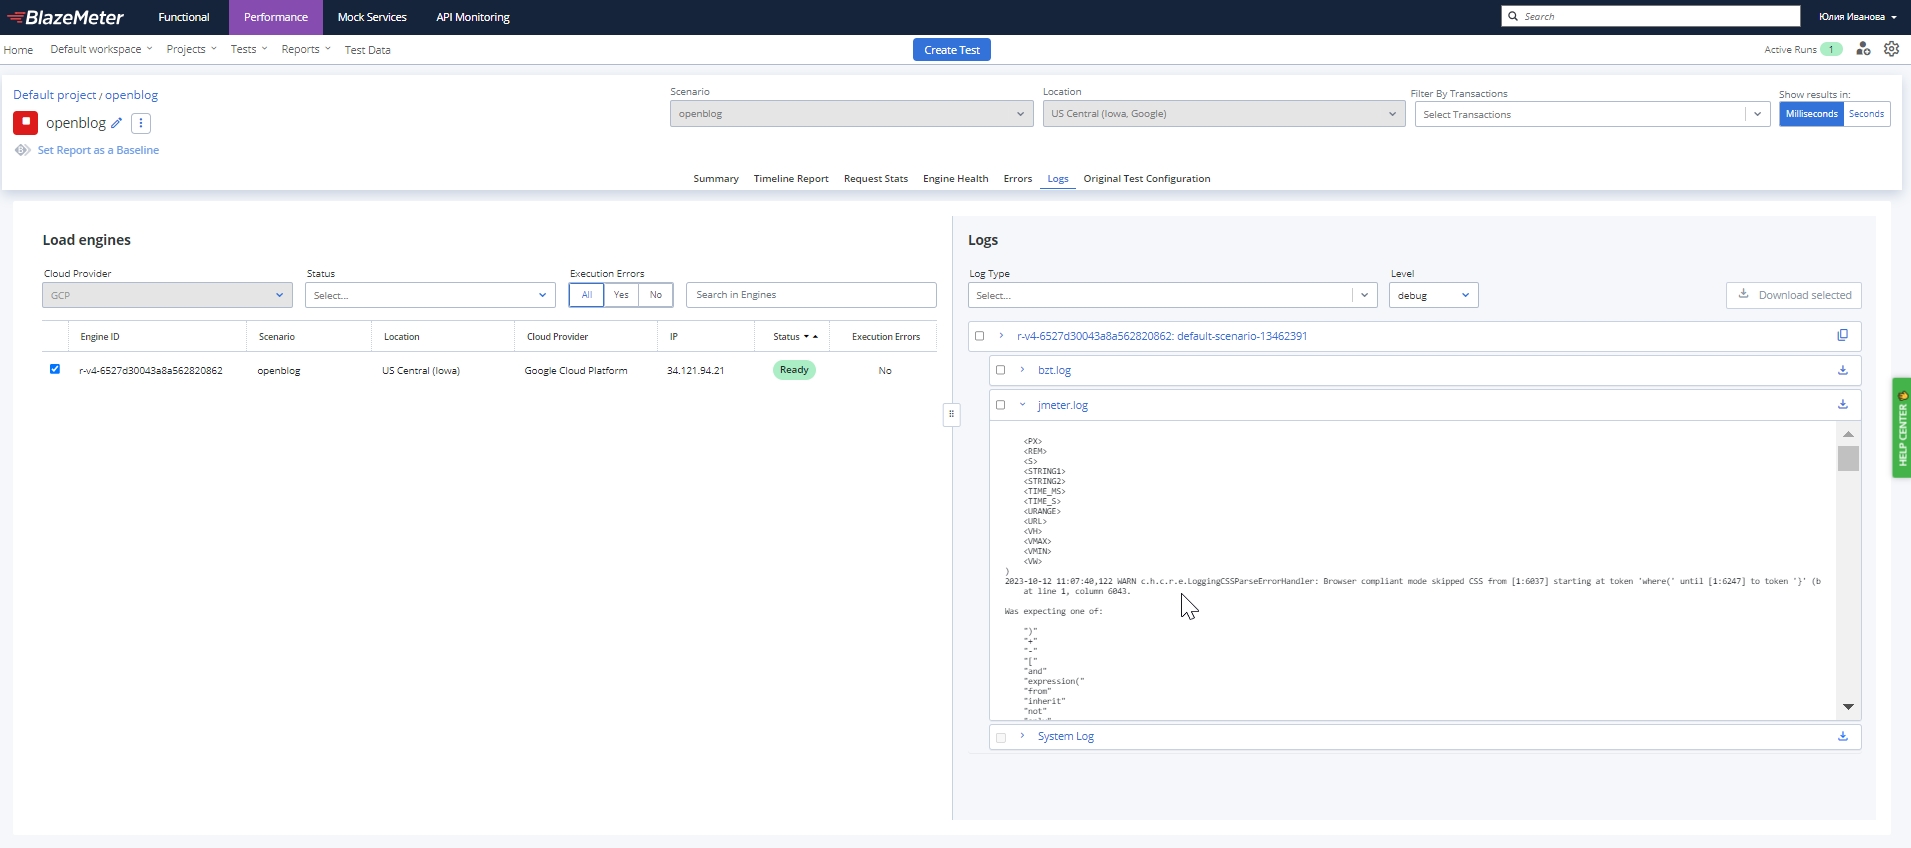 BlazeMeter
Functional
Performance
Mock Services
API Monitoring
Search
Юлия Иванова
Home
Default workspace
Projects
Tests
Reports
Test Data
Create Test
Active Runs 1
Default project / openblog
openblog
Set Report as a Baseline
Scenario
openblog
Location
US Central (Iowa, Google)
Filter By Transactions
Select Transactions
Show results in:
Milliseconds
Seconds
Summary
Timeline Report
Request Stats
Engine Health
Errors
Logs
Original Test Configuration
Load engines
Cloud Provider
GCP
Status
Select...
Execution Errors
All
Yes
No
Search in Engines
Engine ID
Scenario
Location
Cloud Provider
IP
Status
Execution Errors
r-v4-6527d30043a8a562820862
openblog
US Central (Iowa)
Google Cloud Platform
34.121.94.21
Ready
No
Logs
Log Type
Select...
Level
debug
Download selected
r-v4-6527d30043a8a562820862: default-scenario-13462391
bzt.log
jmeter.log
<PX>
<REM>
<S>
<STRING1>
<STRING2>
<TIME_MS>
<TIME_S>
<URANGE>
<URL>
<VH>
<VMAX>
<VMIN>
<VW>
)
2023-10-12 11:07:40,122 WARN c.h.c.r.e.LoggingCSSParseErrorHandler: Browser compliant mode skipped CSS from [1:6037] starting at token 'where(' until [1:6247] to token '}' (b
at line 1, column 6043.
Was expecting one of:
")"
"+"
"-"
"["
"and"
"expression("
"from"
"inherit"
"not"
System Log
HELP CENTER